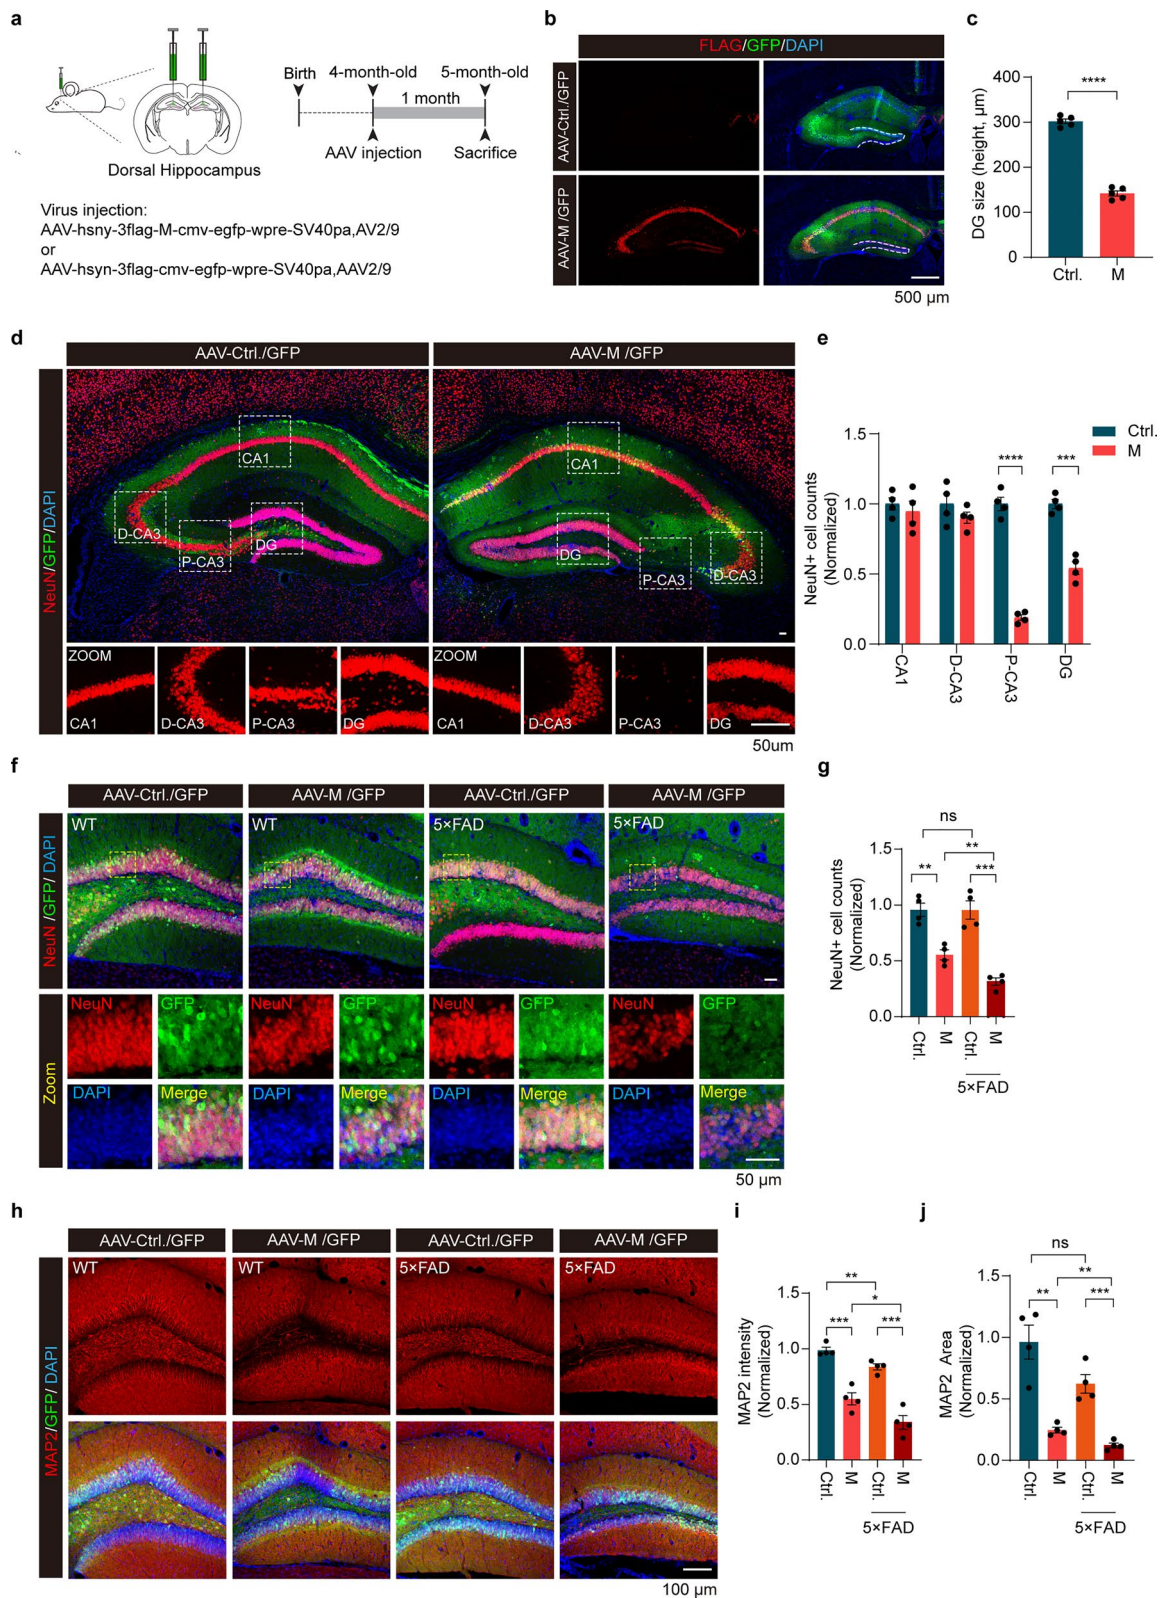 a
Birth
4-month-old
5-month-old
1 month
AAV injection
Sacrifice
Dorsal Hippocampus
Virus injection:
AAV-hsny-3flag-M-cmv-egfp-wpre-SV40pa,AV2/9
or
AAV-hsyn-3flag-cmv-egfp-wpre-SV40pa,AAV2/9
b
FLAG/GFP/DAPI
AAV-Ctrl./GFP
AAV-M /GFP
500 µm
c
DG size (height, µm)
400
300
200
100
0
****
Ctrl.
M
d
AAV-Ctrl./GFP
AAV-M /GFP
NeuN/GFP/DAPI
CA1
D-CA3
P-CA3
DG
CA1
DG
P-CA3
D-CA3
ZOOM
CA1
D-CA3
P-CA3
DG
ZOOM
CA1
D-CA3
P-CA3
DG
50um
e
Ctrl.
M
NeuN+ cell counts
(Normalized)
1.5
1.0
0.5
0.0
****
***
CA1
D-CA3
P-CA3
DG
f
AAV-Ctrl./GFP
AAV-M /GFP
AAV-Ctrl./GFP
AAV-M /GFP
NeuN /GFP/ DAPI
WT
WT
5×FAD
5×FAD
Zoom
NeuN
GFP
NeuN
GFP
NeuN
GFP
NeuN
GFP
DAPI
Merge
DAPI
Merge
DAPI
Merge
DAPI
Merge
50 µm
g
NeuN+ cell counts
(Normalized)
1.5
1.0
0.5
0.0
ns
**
**
***
Ctrl.
M
Ctrl.
M
5×FAD
h
AAV-Ctrl./GFP
AAV-M /GFP
AAV-Ctrl./GFP
AAV-M /GFP
MAP2/GFP/ DAPI
WT
WT
5×FAD
5×FAD
100 µm
i
MAP2 intensity
(Normalized)
1.5
1.0
0.5
0.0
**
*
***
***
Ctrl.
M
Ctrl.
M
5×FAD
j
MAP2 Area
(Normalized)
1.5
1.0
0.5
0.0
ns
**
**
***
Ctrl.
M
Ctrl.
M
5×FAD